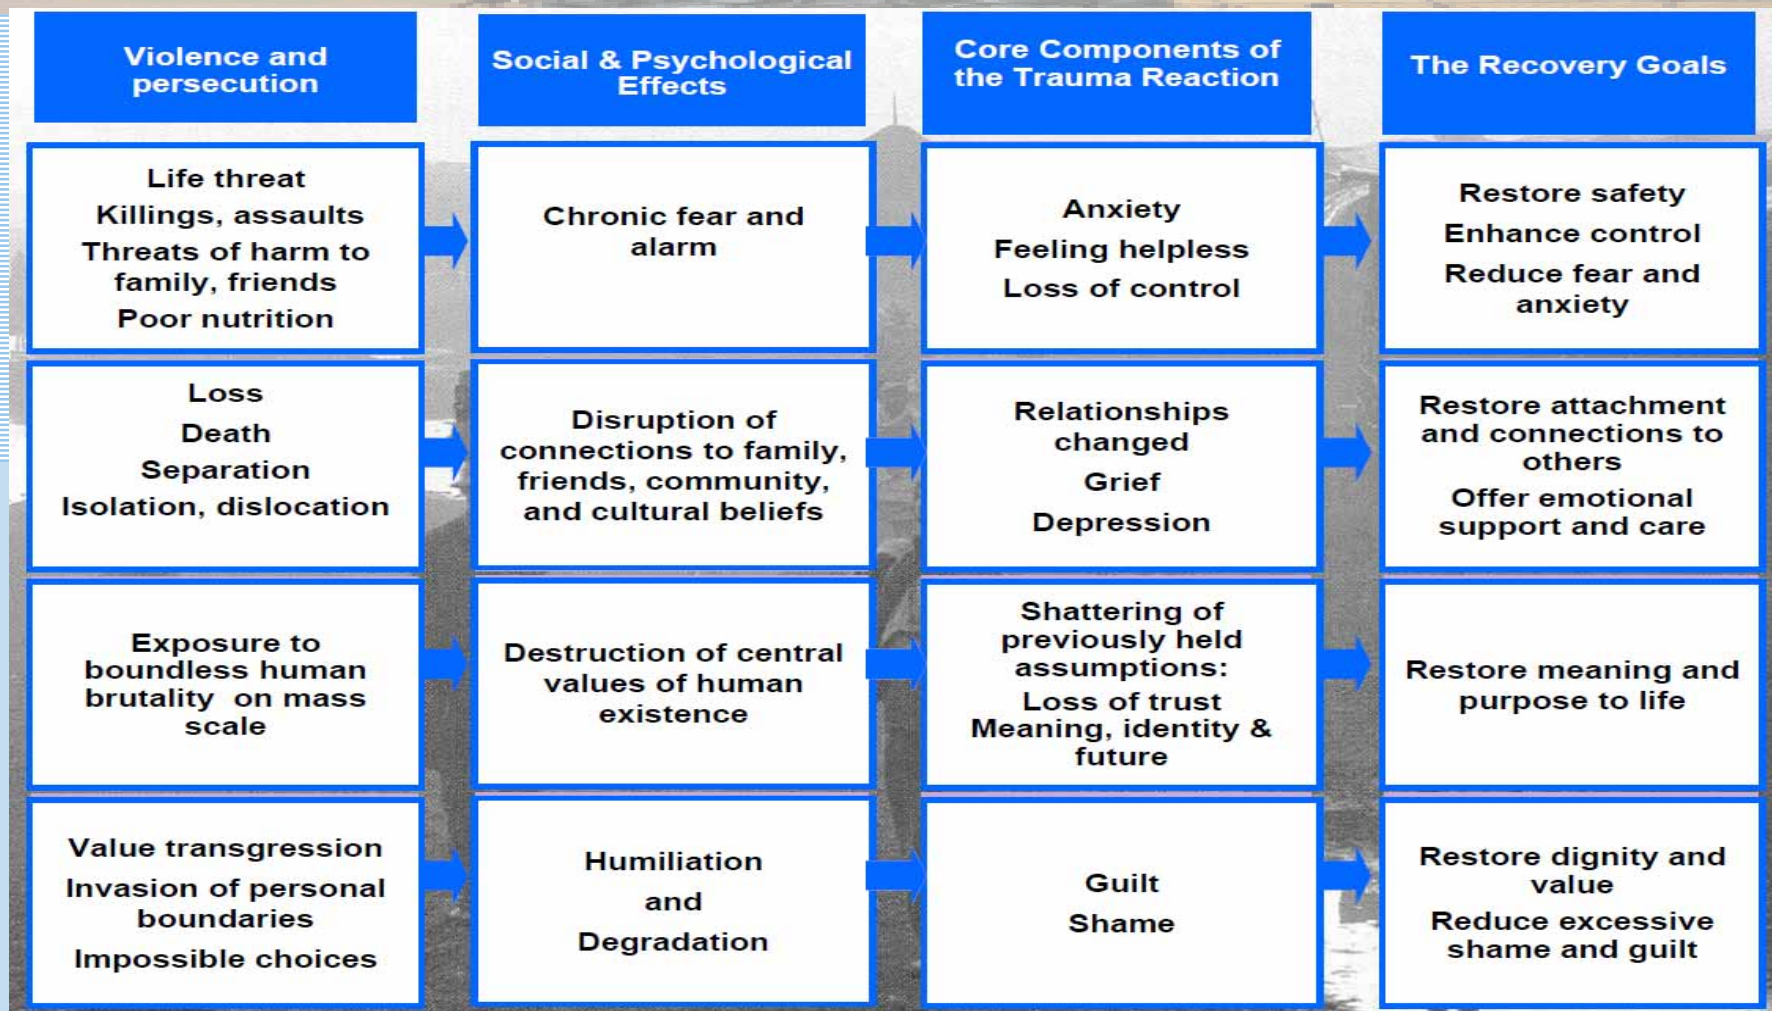 Violence and
persecution
Social & Psychological
Effects
Core Components of
the Trauma Reaction
The Recovery Goals
Life threat
Killings, assaults
Threats of harm to
family, friends
Poor nutrition
Chronic fear and
alarm
Anxiety
Feeling helpless
Loss of control
Restore safety
Enhance control
Reduce fear and
anxiety
Loss
Death
Separation
Isolation, dislocation
Disruption of
connections to family,
friends, community,
and cultural beliefs
Relationships
changed
Grief
Depression
Restore attachment
and connections to
others
Offer emotional
support and care
Exposure to
boundless human
brutality on mass
scale
Destruction of central
values of human
existence
Shattering of
previously held
assumptions:
Loss of trust
Meaning, identity &
future
Restore meaning and
purpose to life
Value transgression
Invasion of personal
boundaries
Impossible choices
Humiliation
and
Degradation
Guilt
Shame
Restore dignity and
value
Reduce excessive
shame and guilt